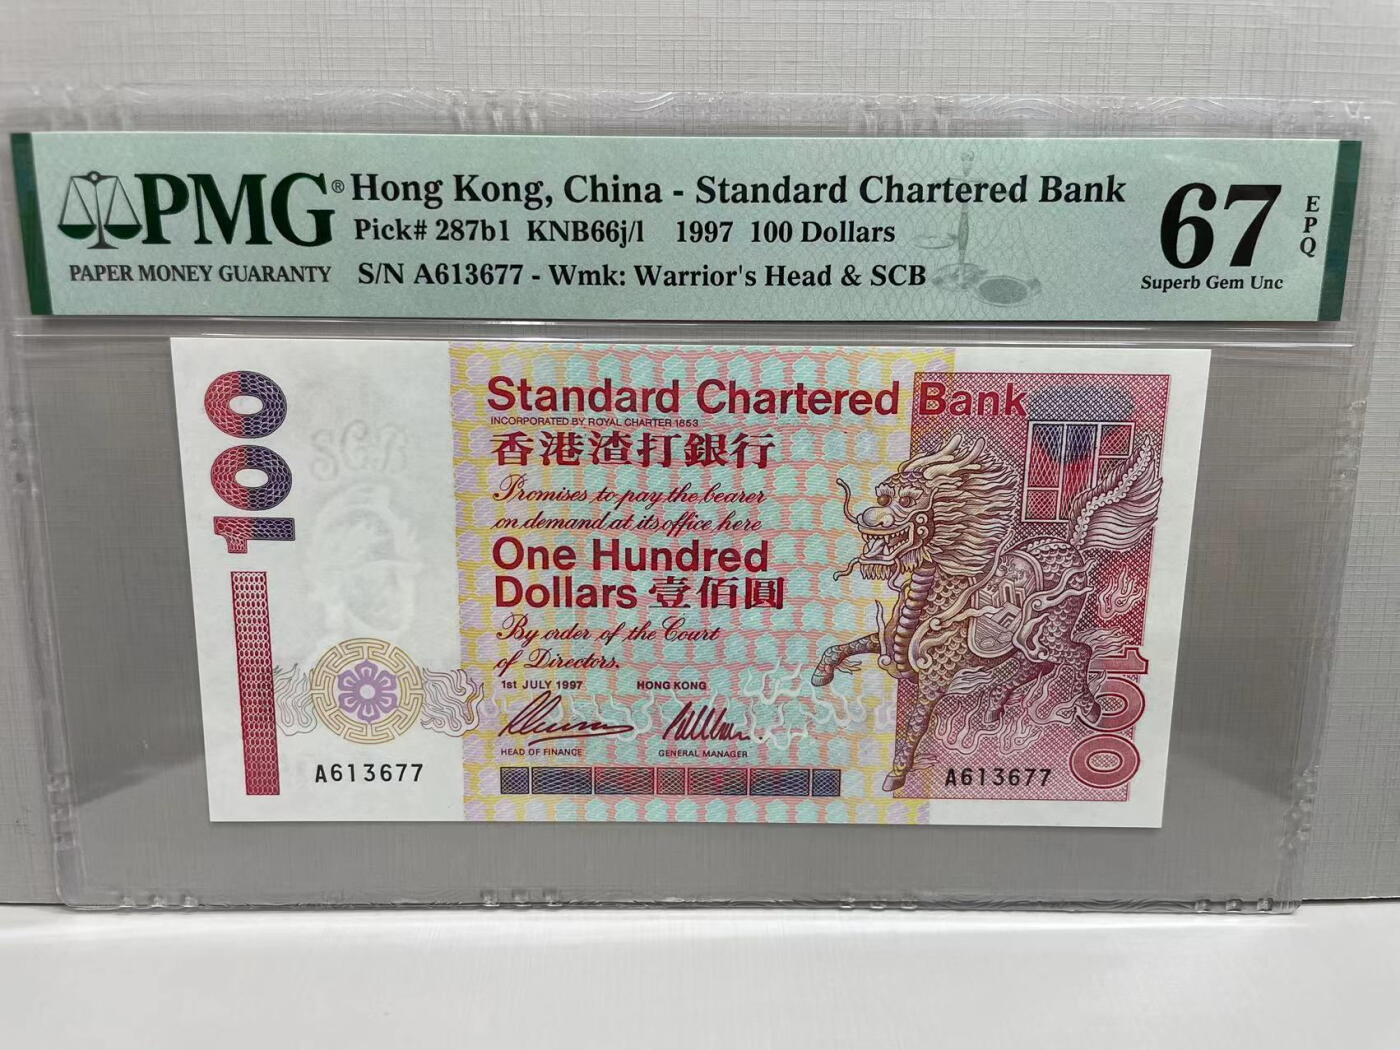 PMG®
PAPER MONEY GUARANTY
Hong Kong, China - Standard Chartered Bank
Pick# 287b1 KNB66j/l 1997 100 Dollars
S/N A613677 - Wmk: Warrior's Head & SCB
67
EPQ
Superb Gem Unc
100
SCB
Standard Chartered Bank
INCORPORATED BY ROYAL CHARTER 1853
香港渣打銀行
Promises to pay the bearer
on demand at its office here
One Hundred
Dollars 壹佰圓
By order of the Court
of Directors.
1st JULY 1997 HONG KONG
HEAD OF FINANCE GENERAL MANAGER
A613677
A613677
100